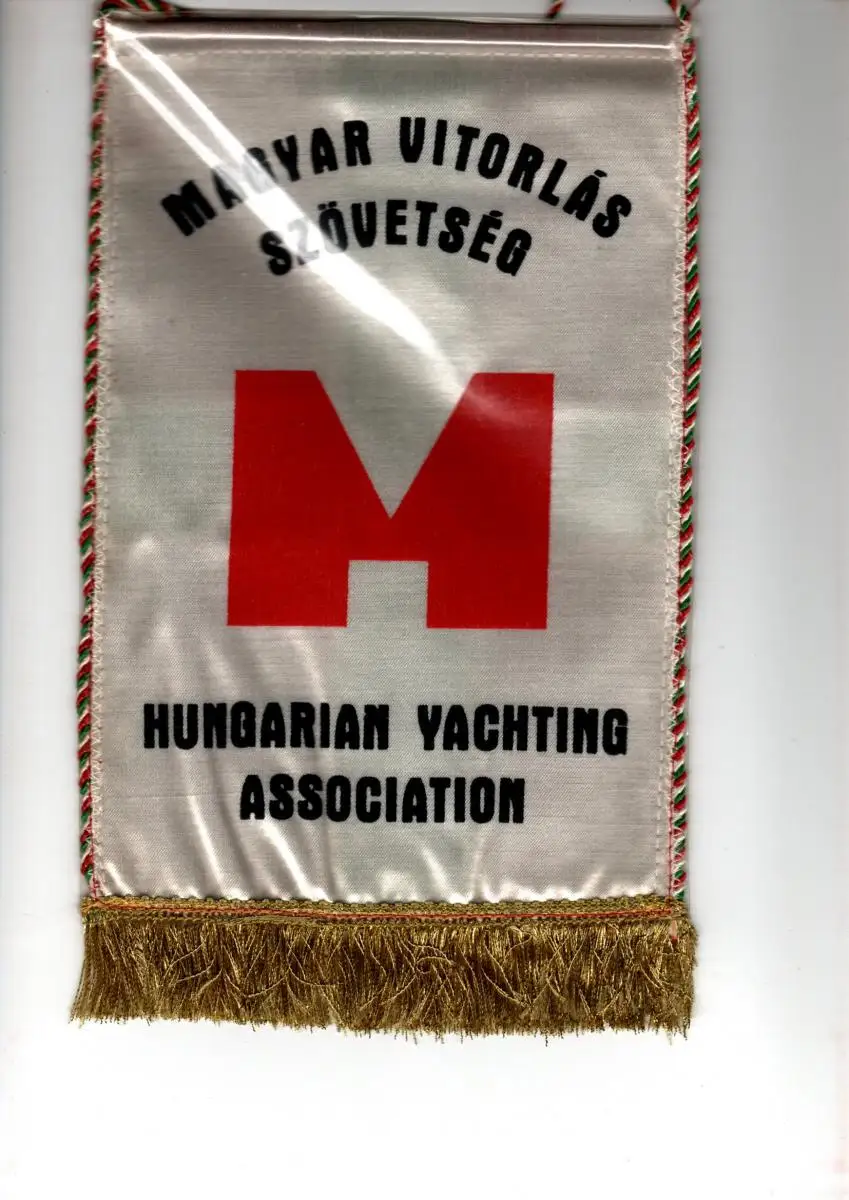 MAGYAR VITORLÁS
SZÖVETSÉG
M
HUNGARIAN YACHTING
ASSOCIATION